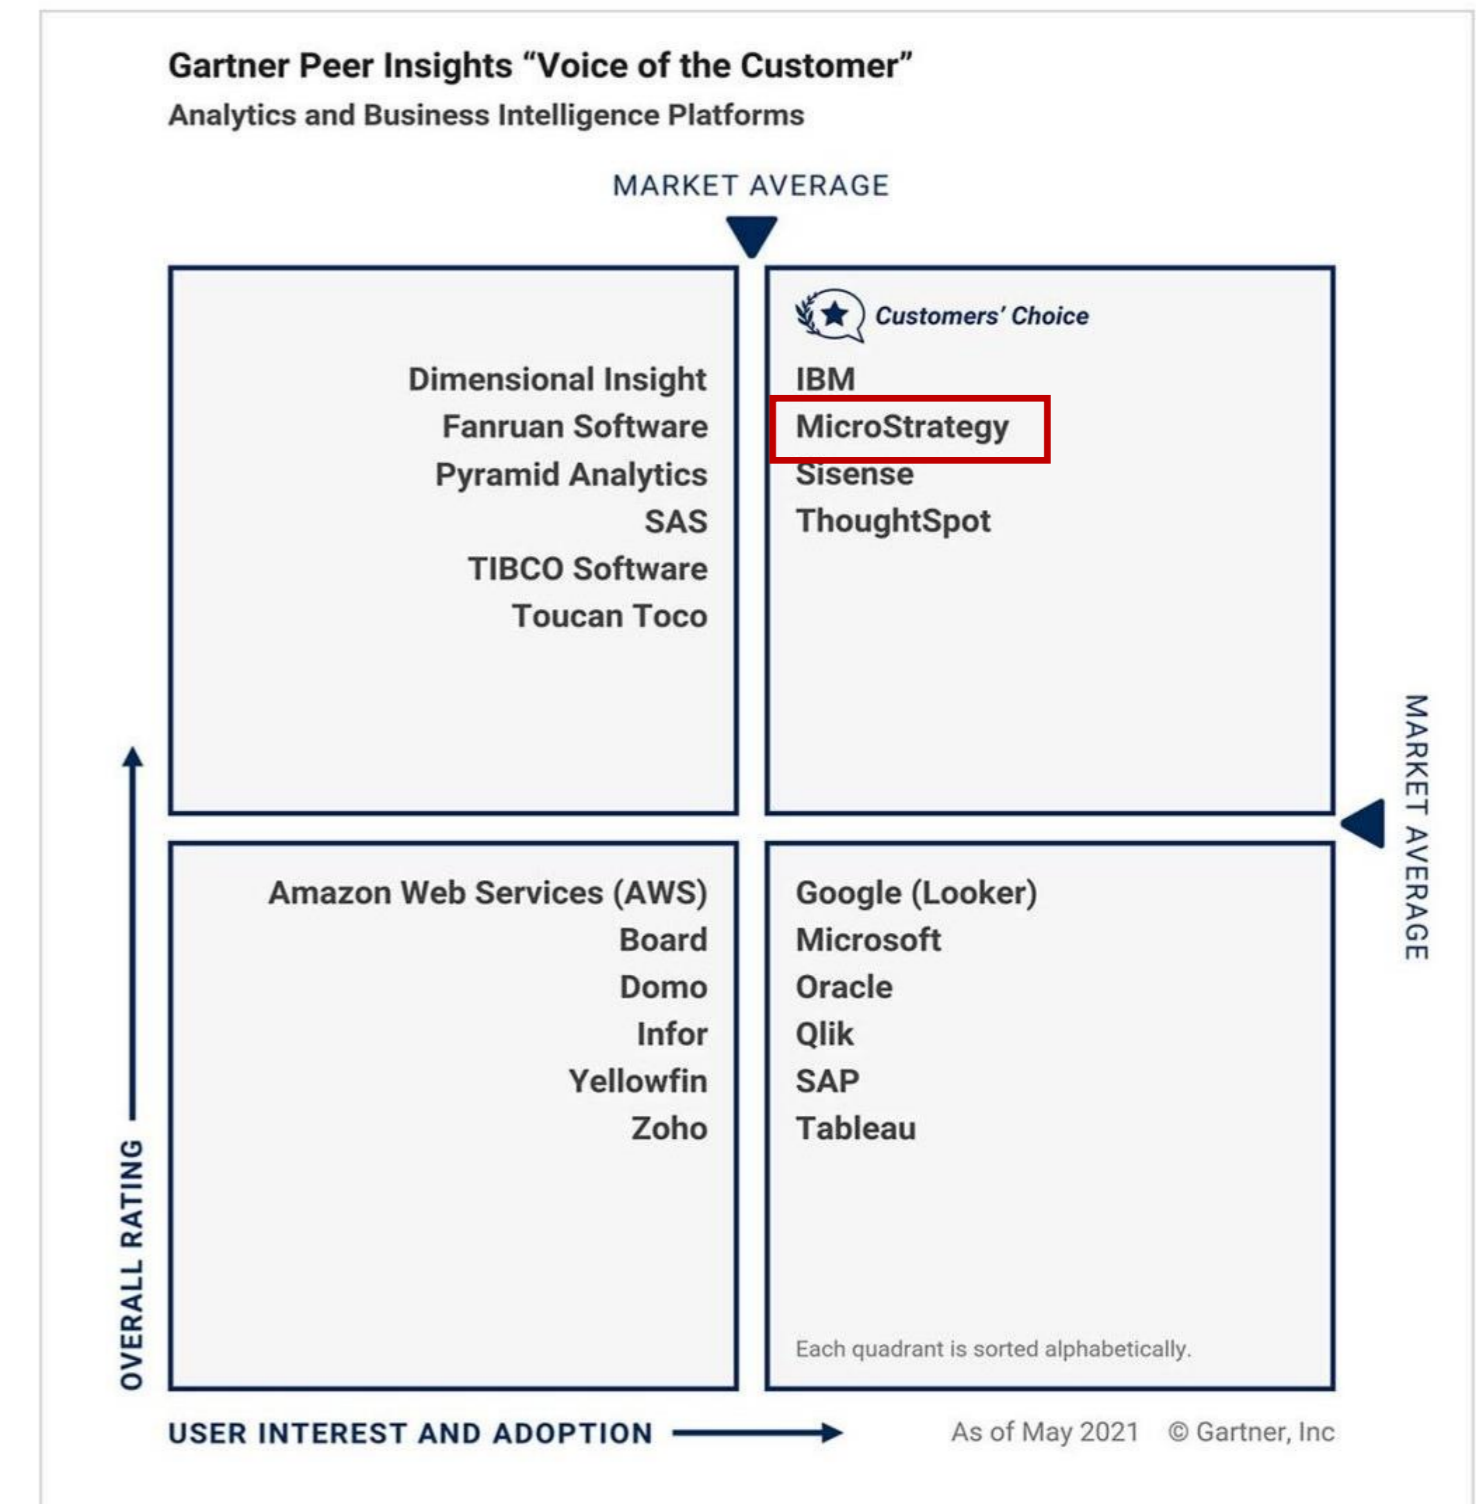 Gartner Peer Insights “Voice of the Customer”
Analytics and Business Intelligence Platforms
MARKET AVERAGE
Dimensional Insight
Fanruan Software
Pyramid Analytics
SAS
TIBCO Software
Toucan Toco
Customers’ Choice
IBM
MicroStrategy
Sisense
ThoughtSpot
MARKET AVERAGE
Amazon Web Services (AWS)
Board
Domo
Infor
Yellowfin
Zoho
Google (Looker)
Microsoft
Oracle
Qlik
SAP
Tableau
Each quadrant is sorted alphabetically.
OVERALL RATING
USER INTEREST AND ADOPTION
As of May 2021 © Gartner, Inc